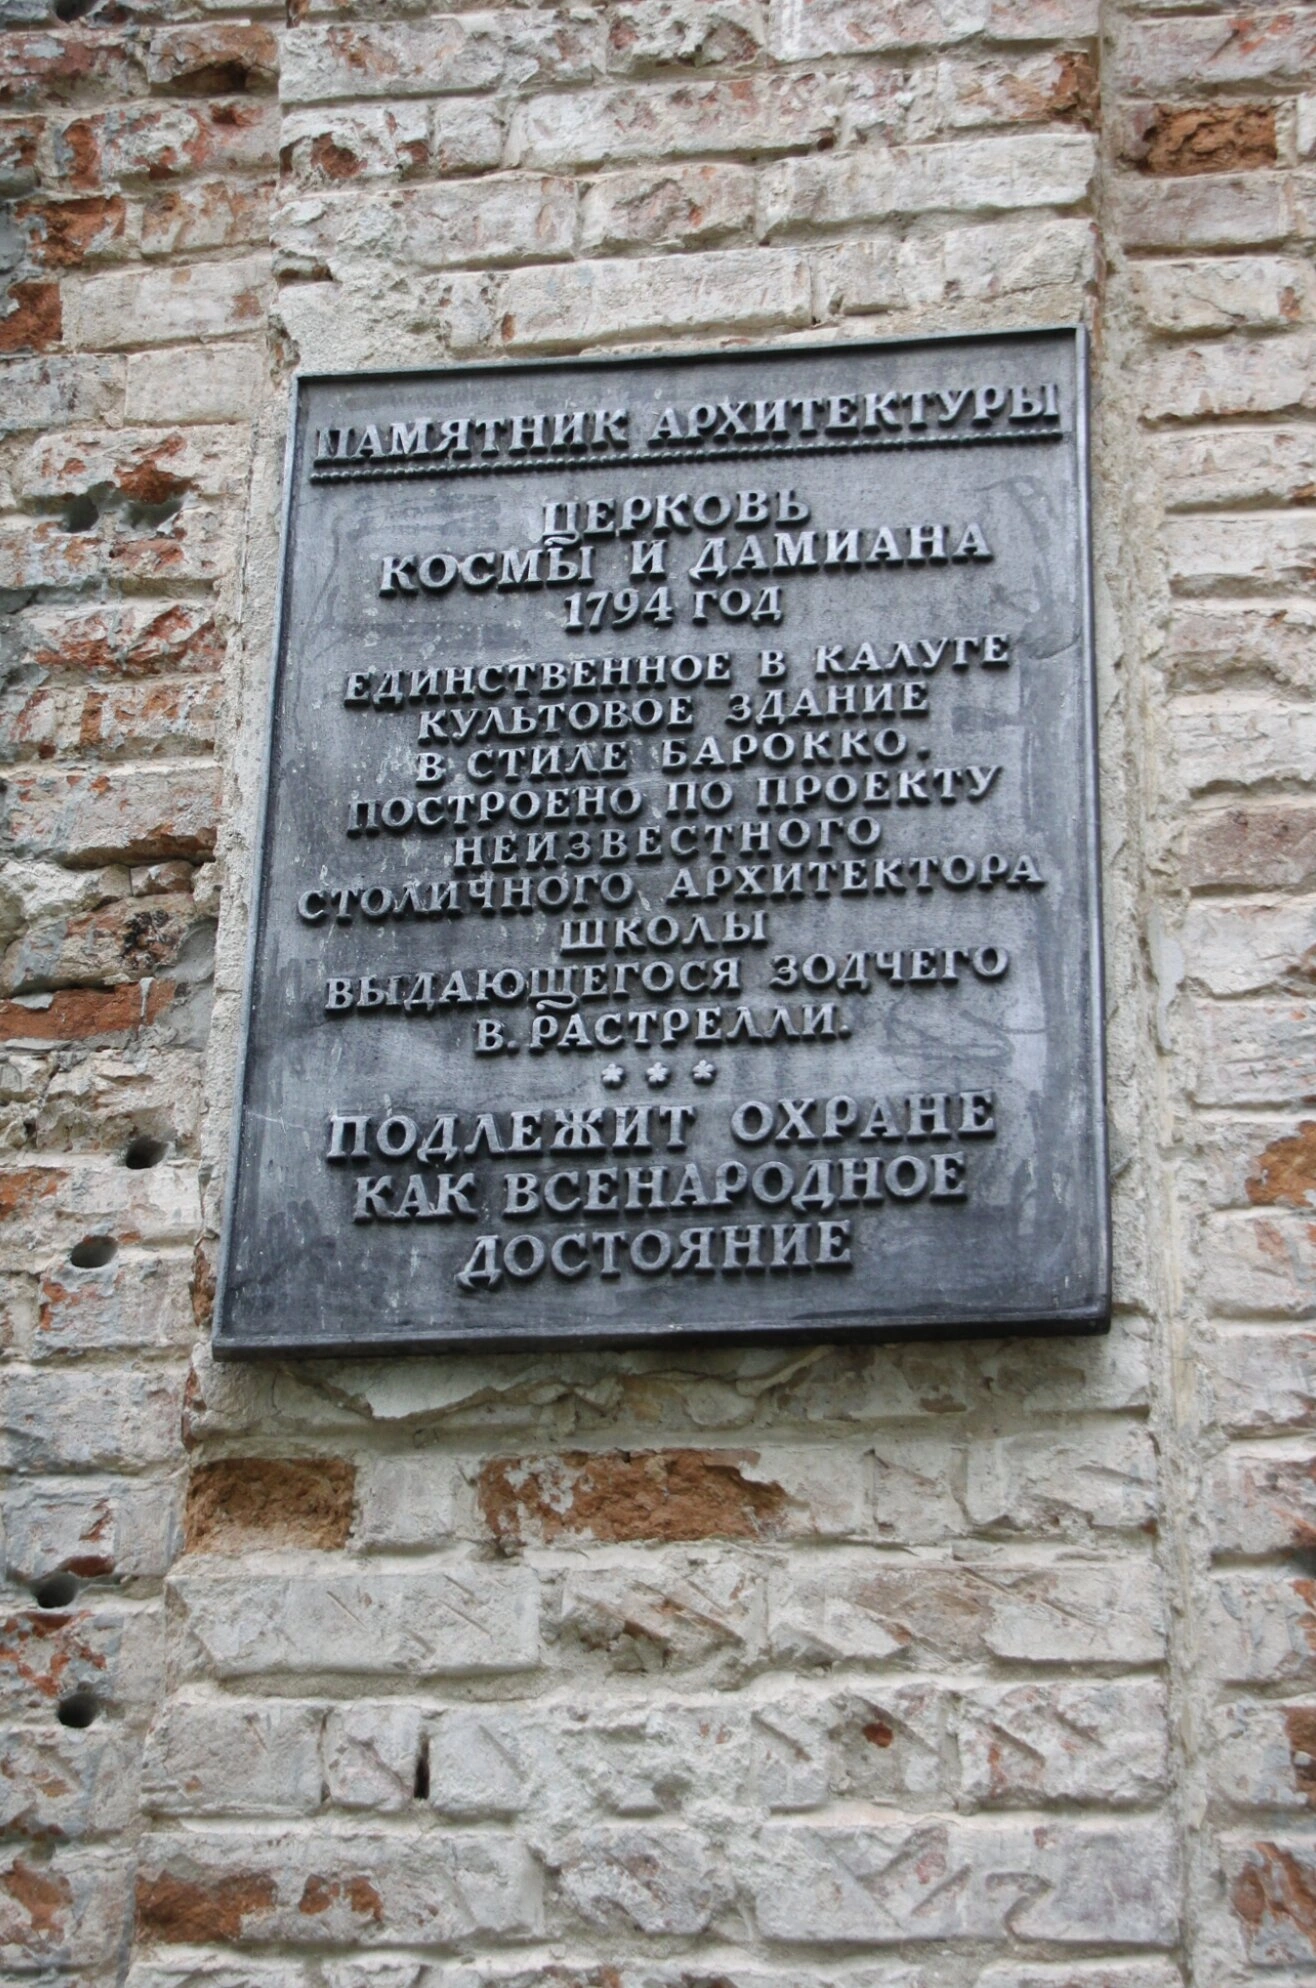 ПАМЯТНИК АРХИТЕКТУРЫ
ЦЕРКОВЬ
КОСМЫ И ДАМИАНА
1794 ГОД
ЕДИНСТВЕННОЕ В КАЛУГЕ
КУЛЬТОВОЕ ЗДАНИЕ
В СТИЛЕ БАРОККО.
ПОСТРОЕНО ПО ПРОЕКТУ
НЕИЗВЕСТНОГО
СТОЛИЧНОГО АРХИТЕКТОРА
ШКОЛЫ
ВЫДАЮЩЕГОСЯ ЗОДЧЕГО
В. РАСТРЕЛЛИ.
***
ПОДЛЕЖИТ ОХРАНЕ
КАК ВСЕНАРОДНОЕ
ДОСТОЯНИЕ